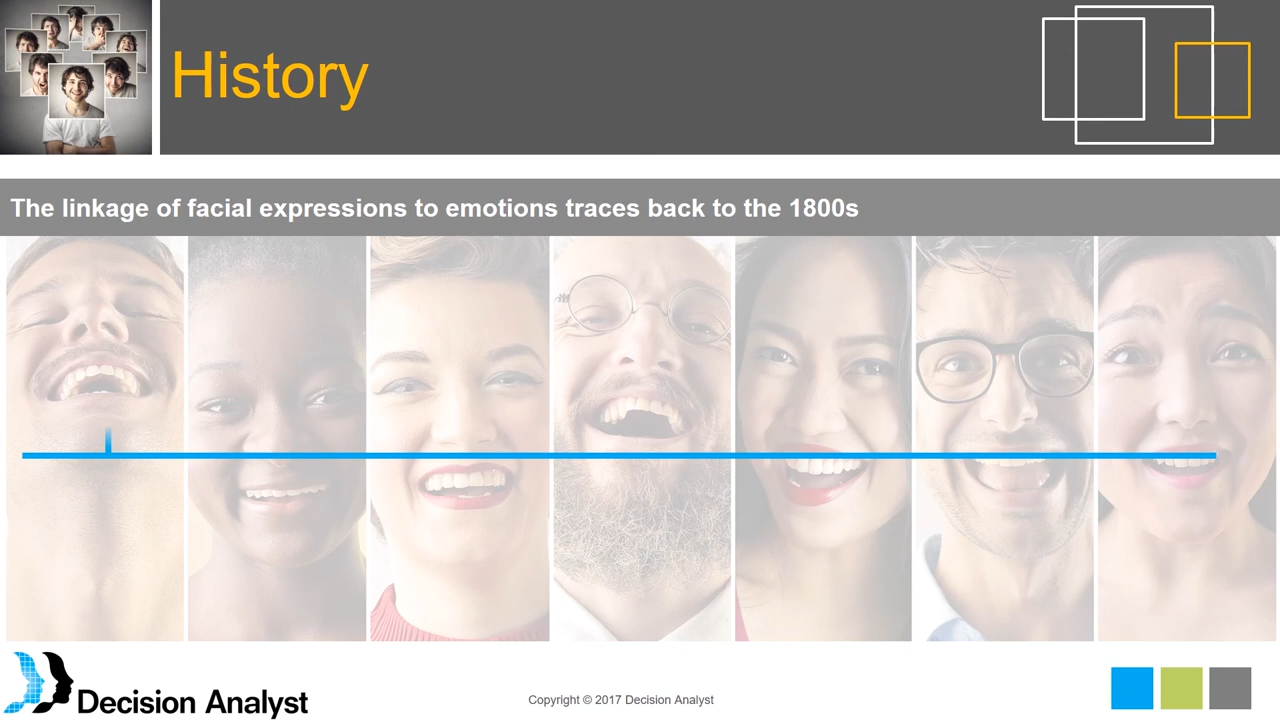 History
The linkage of facial expressions to emotions traces back to the 1800s
Decision Analyst
Copyright © 2017 Decision Analyst